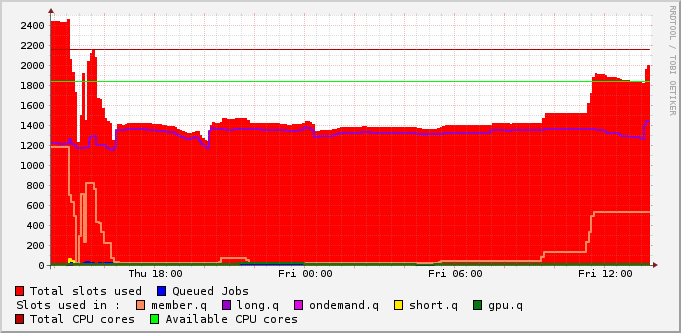 2400
2200
2000
1800
1600
1400
1200
1000
800
600
400
200
0
Thu 18:00 Fri 00:00 Fri 06:00 Fri 12:00
RRDTOOL / TOBI OETIKER
Total slots used Queued Jobs
Slots used in : member.q long.q ondemand.q short.q gpu.q
Total CPU cores Available CPU cores